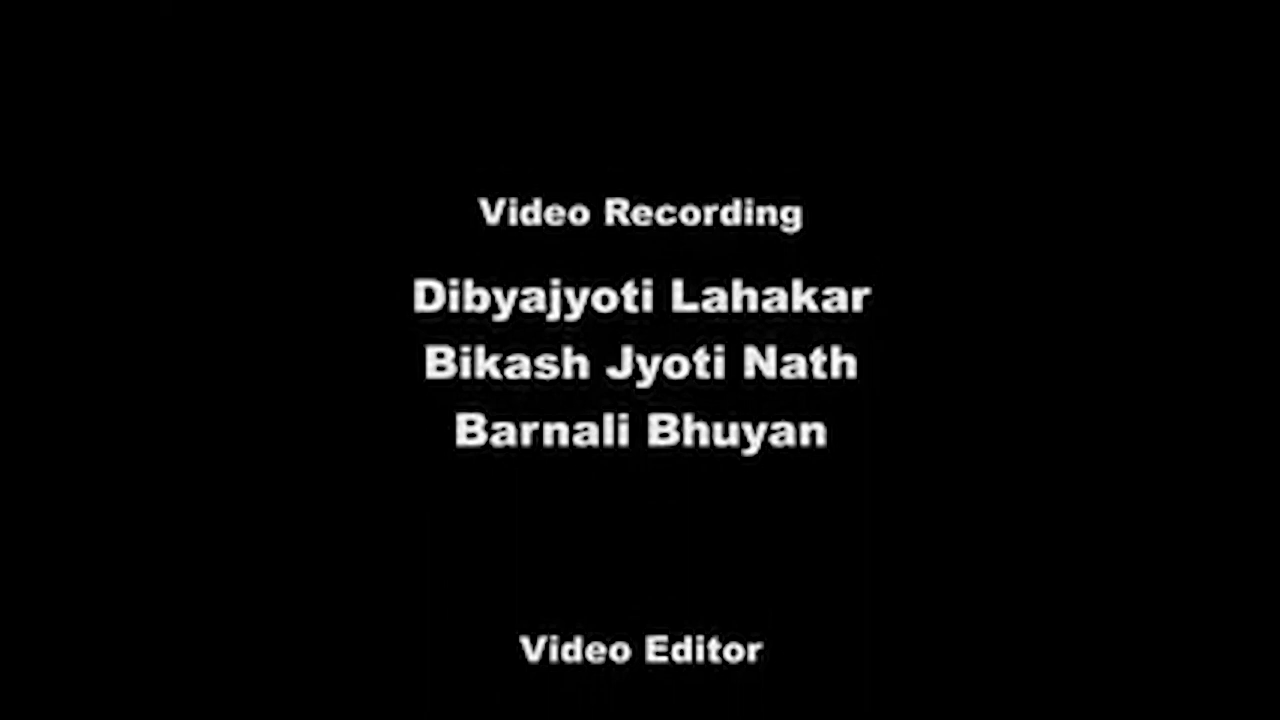 Video Recording
Dibyajyoti Lahakar
Bikash Jyoti Nath
Barnali Bhuyan
Video Editor